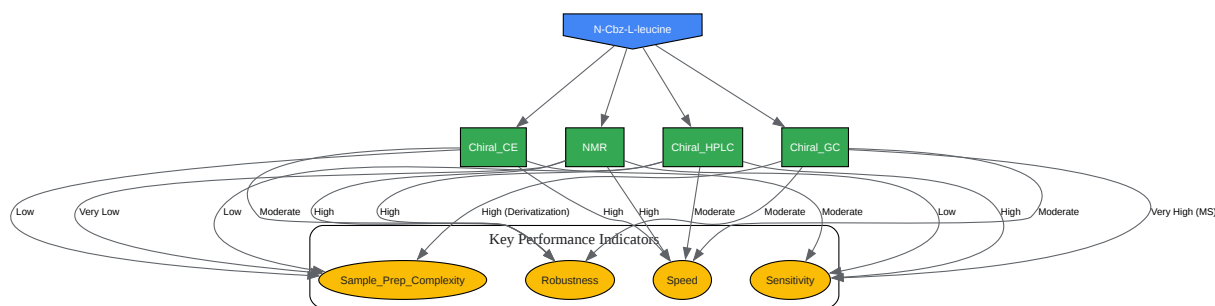 N-Cbz-L-leucine
Chiral_CE
NMR
Chiral_HPLC
Chiral_GC
Low
Very Low
Low
Moderate
High
High
High (Derivatization)
High
High
Moderate
Moderate
Moderate
Low
High
Moderate
Very High (MS)
Key Performance Indicators
Sample_Prep_Complexity
Robustness
Speed
Sensitivity